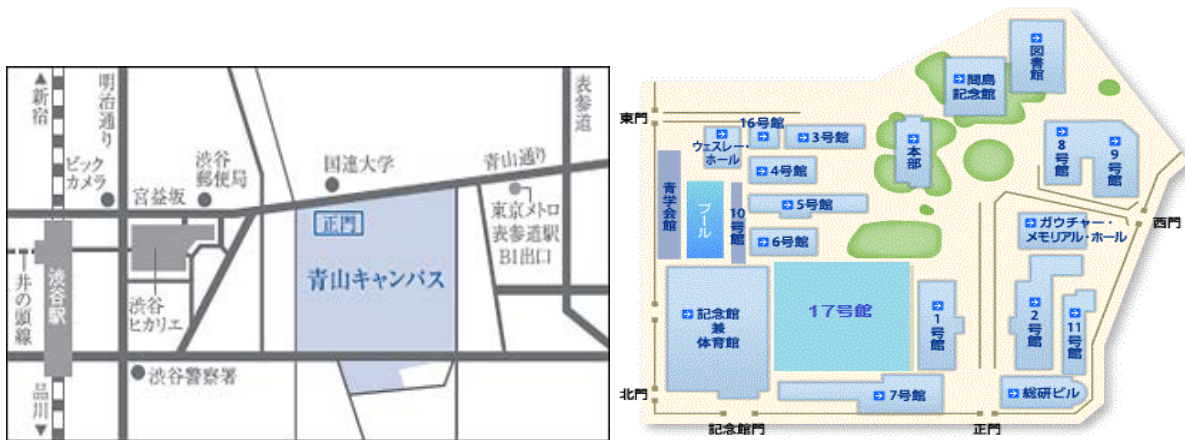 ▲新宿
明治通り
表参道
ビック
カメラ
宮益坂
渋谷
郵便局
国連大学
青山通り
正門
東京メトロ
表参道駅
B1出口
青山キャンパス
井の頭線
渋谷駅
渋谷
ヒカリエ
渋谷警察署
品川▼
図書館
間島
記念館
東門
16号館
3号館
ウェスレー・
ホール
本部
8号館
9号館
4号館
青学会館
プール
10号館
5号館
6号館
ガウチャー・
メモリアル・ホール
西門
記念館
兼
体育館
17号館
1号館
2号館
11号館
7号館
総研ビル
北門
記念館門
正門